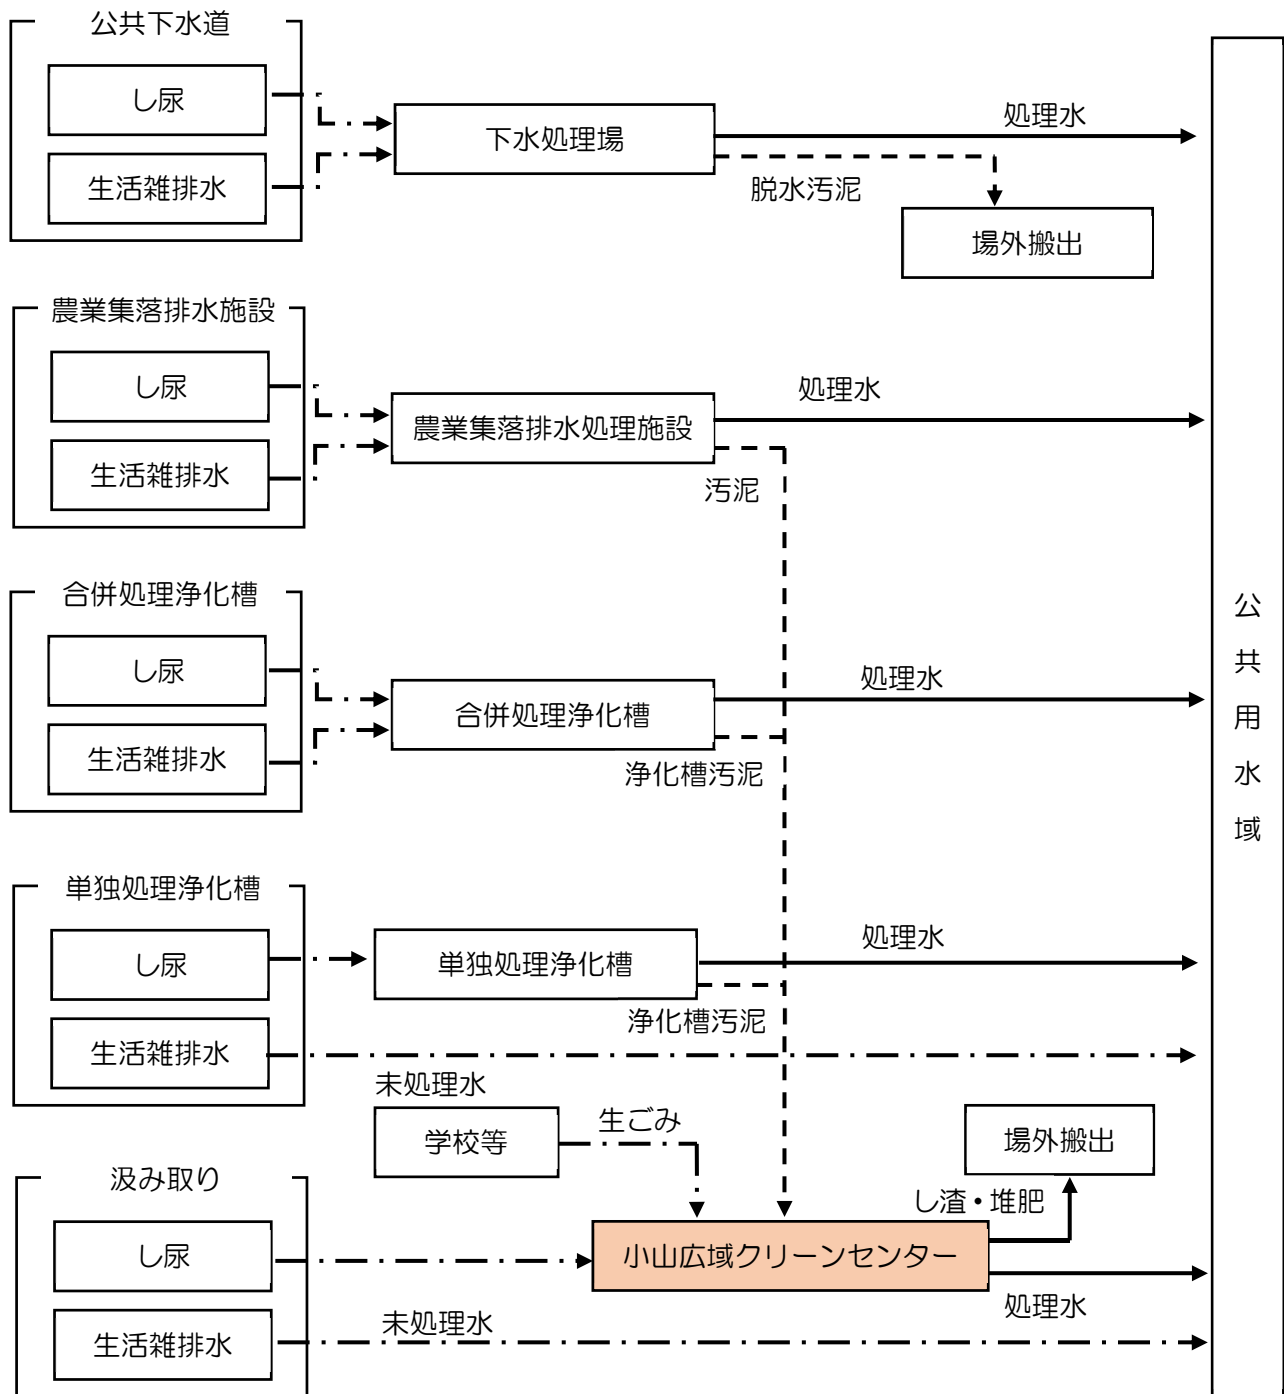 公共下水道
し尿
生活雑排水
下水処理場
処理水
脱水汚泥
場外搬出
農業集落排水施設
し尿
生活雑排水
農業集落排水処理施設
処理水
汚泥
合併処理浄化槽
し尿
生活雑排水
合併処理浄化槽
処理水
浄化槽汚泥
単独処理浄化槽
し尿
生活雑排水
単独処理浄化槽
処理水
浄化槽汚泥
未処理水
学校等
生ごみ
場外搬出
し渣・堆肥
汲み取り
し尿
生活雑排水
小山広域クリーンセンター
処理水
未処理水
公共用水域